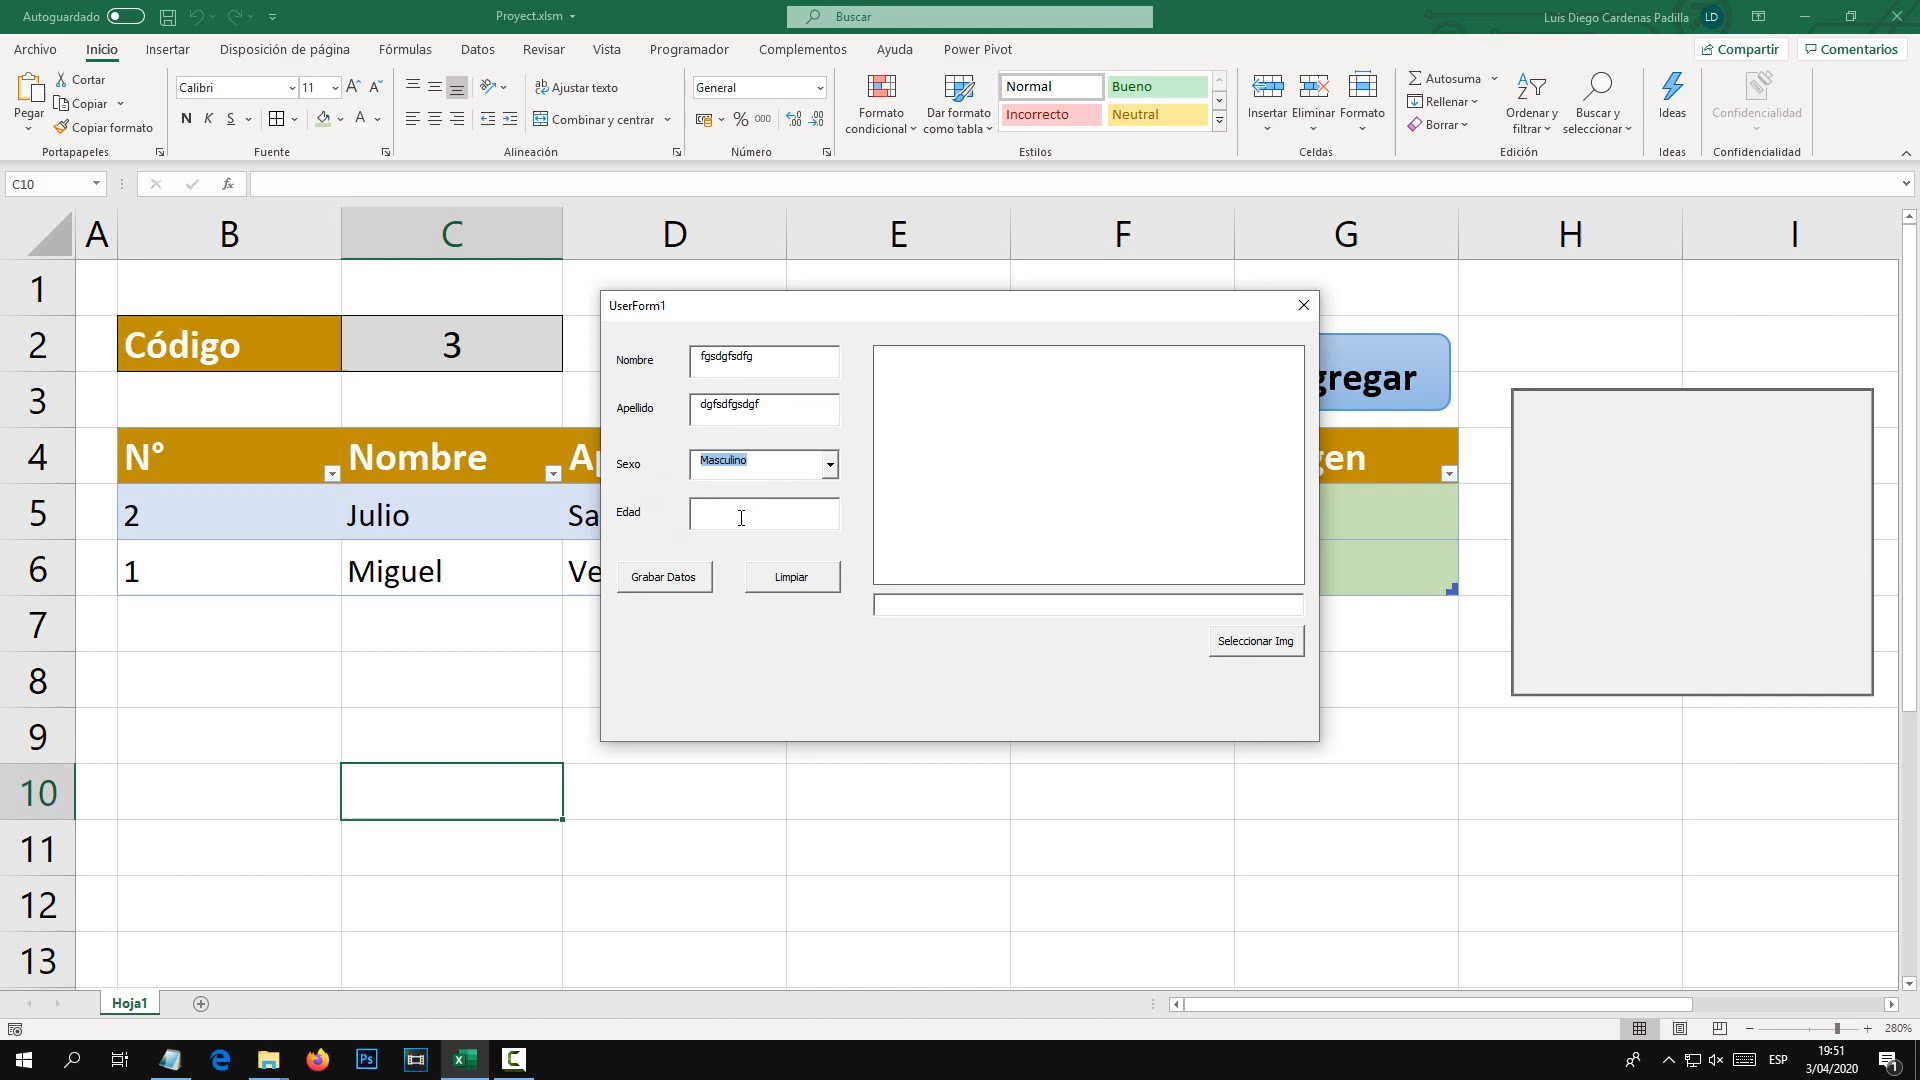 Autoguardado
Proyect.xlsm
Buscar
Luis Diego Cardenas Padilla LD
Archivo Inicio Insertar Disposición de página Fórmulas Datos Revisar Vista Programador Complementos Ayuda Power Pivot
Compartir Comentarios
Pegar
Cortar
Copiar
Copiar formato
Portapapeles
Calibri 11
N K S
Fuente
Ajustar texto
Combinar y centrar
Alineación
General
% 000
Número
Formato condicional
Dar formato como tabla
Normal Bueno
Incorrecto Neutral
Estilos
Insertar Eliminar Formato
Celdas
Autosuma
Rellenar
Borrar
Ordenar y filtrar
Buscar y seleccionar
Edición
Ideas
Ideas
Confidencialidad
Confidencialidad
C10
fx
A B C D E F G H I
1
2 Código 3
gregar
3
4 N° Nombre A gen
5 2 Julio Sa
6 1 Miguel Ve
7
8
9
10
11
12
13
UserForm1
Nombre fgsdgfsdfg
Apellido dgfsdfgsdgf
Sexo Masculino
Edad
Grabar Datos Limpiar
Seleccionar Img
Hoja1
280%
Ps
ESP
19:51
3/04/2020
1